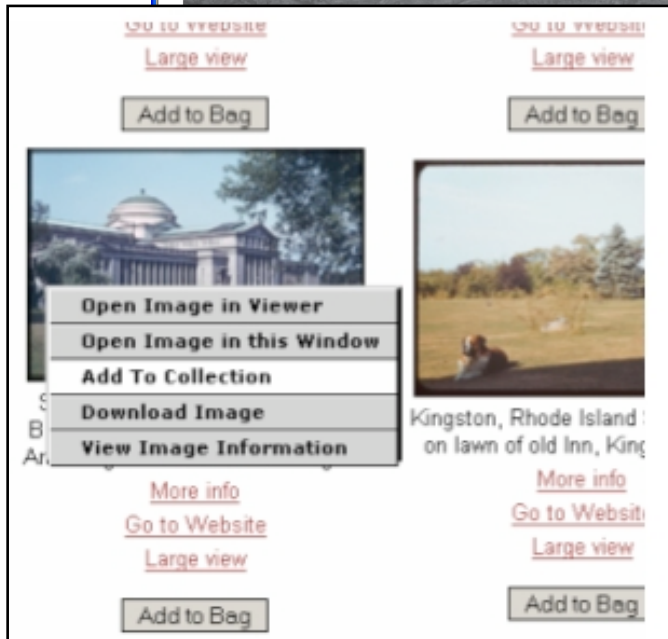 Go to Website
Large view
Add to Bag
Open Image in Viewer
Open Image in this Window
Add To Collection
Download Image
View Image Information
More info
Go to Website
Large view
Add to Bag
Large view
Add to Bag
Kingston, Rhode Island
on lawn of old Inn, King
More info
Go to Websit
Large view
Add to Bag